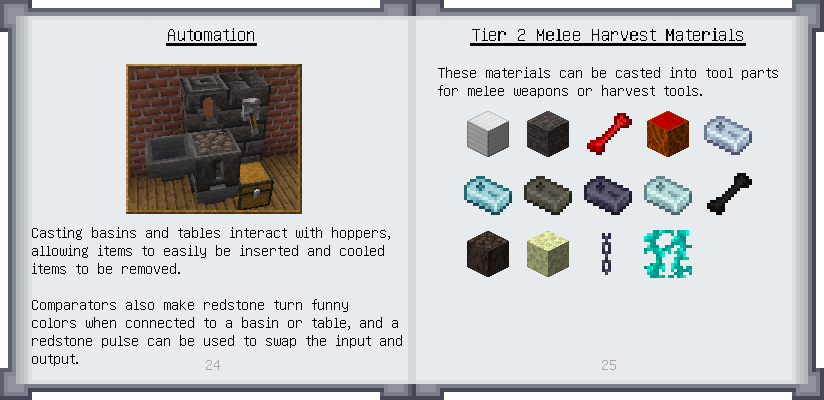 Automation
Casting basins and tables interact with hoppers,
allowing items to easily be inserted and cooled
items to be removed.
Comparators also make redstone turn funny
colors when connected to a basin or table, and a
redstone pulse can be used to swap the input and
output.
24
Tier 2 Melee Harvest Materials
These materials can be casted into tool parts
for melee weapons or harvest tools.
25